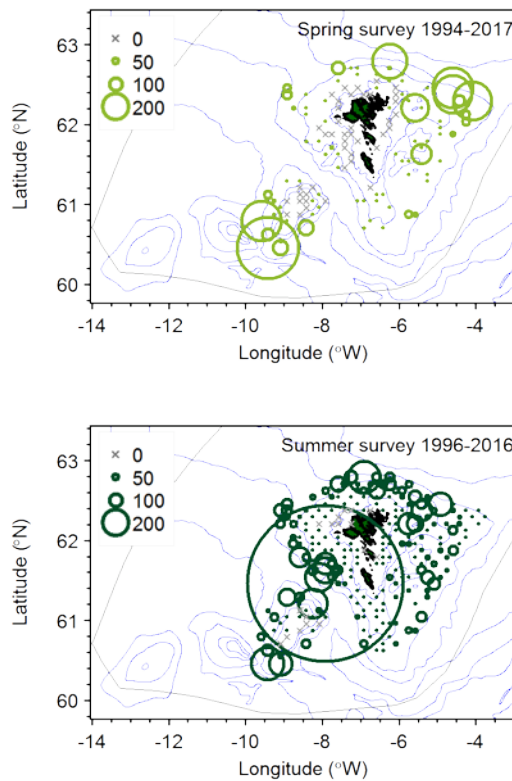 Spring survey 1994-2017
63
62
61
60
Latitude (°N)
× 0
50
100
200
-14 -12 -10 -8 -6 -4
Longitude (°W)
Summer survey 1996-2016
63
62
61
60
Latitude (°N)
× 0
50
100
200
-14 -12 -10 -8 -6 -4
Longitude (°W)